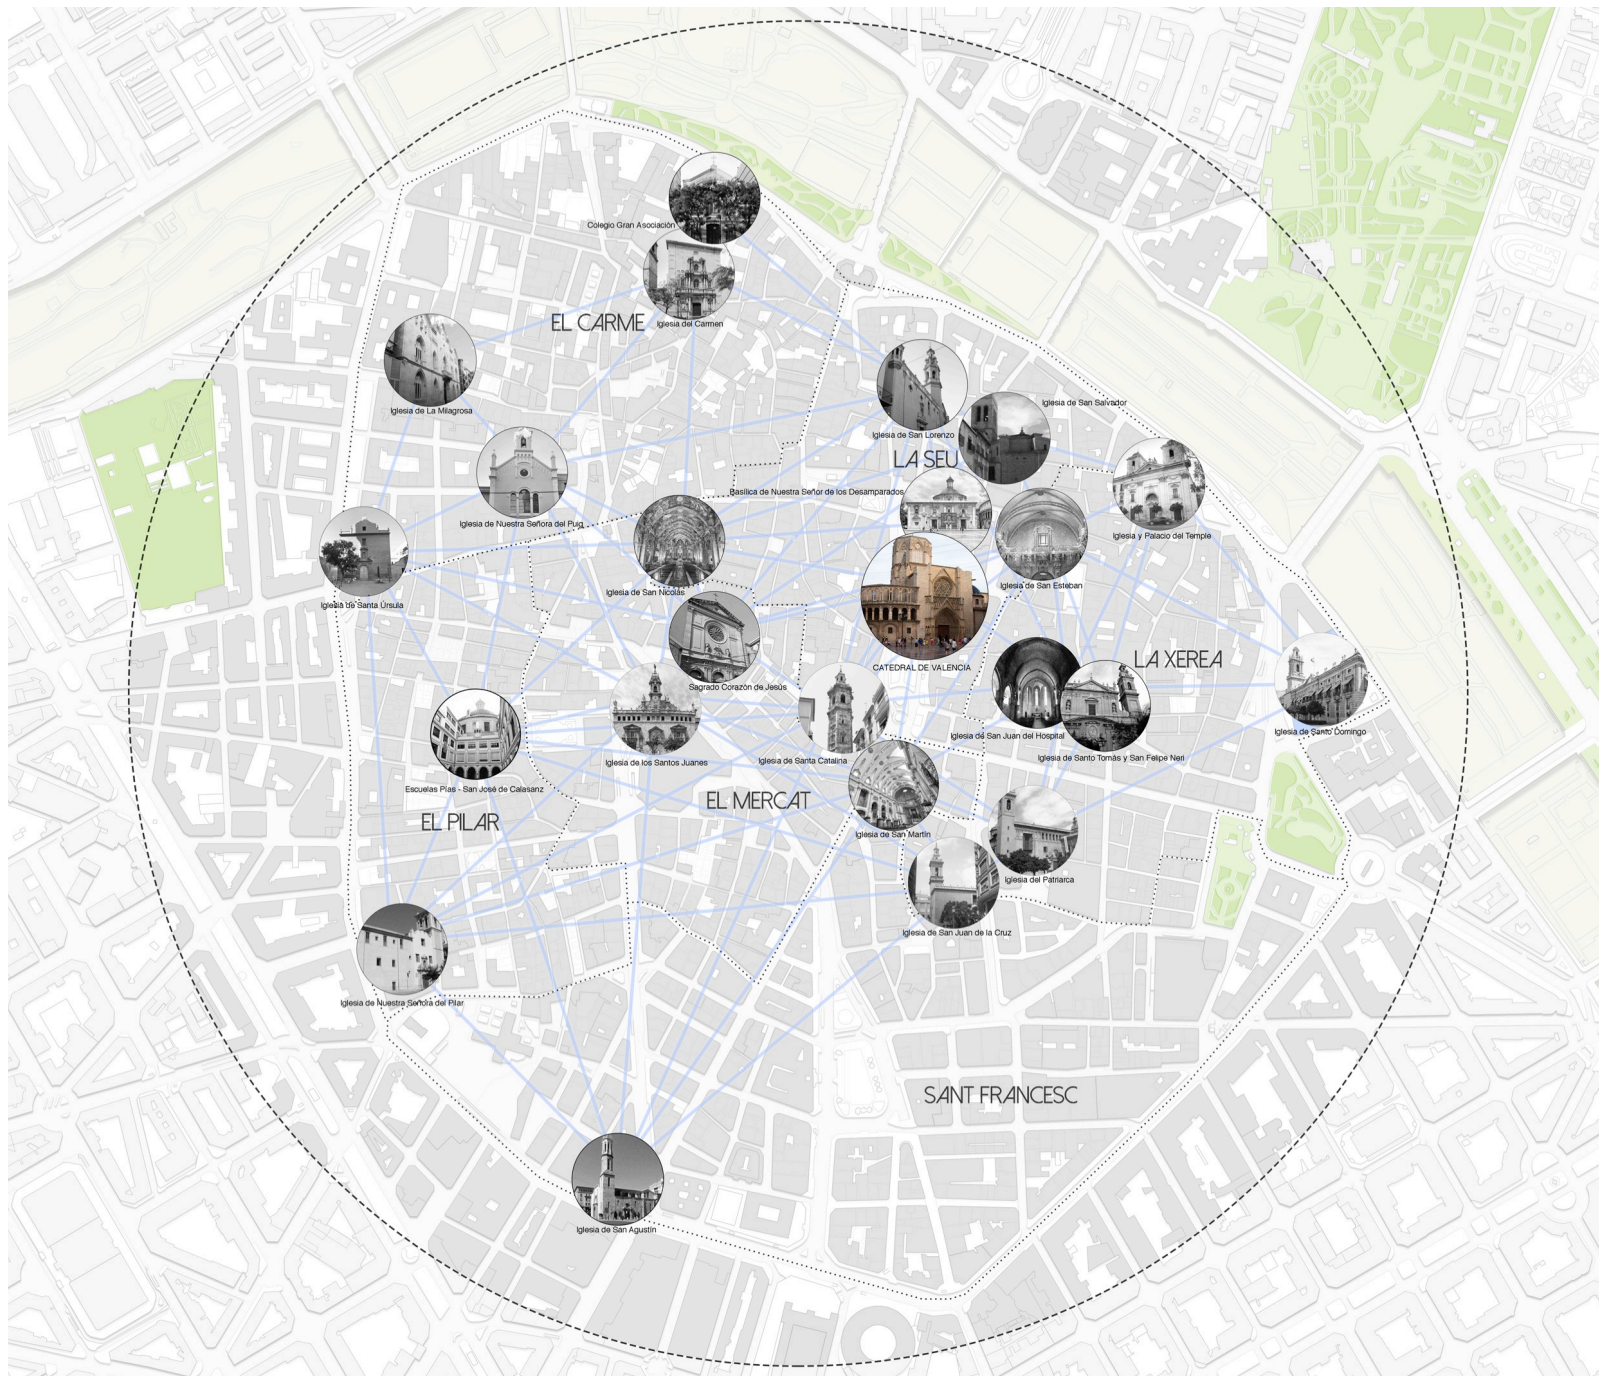 Colegio Gran Asociación
EL CARME
Iglesia del Carmen
Iglesia de La Milagrosa
Iglesia de San Salvador
Iglesia de San Lorenzo
LA SEU
Basílica de Nuestra Señor de los Desamparados
Iglesia de Nuestra Señora del Puig
Iglesia y Palacio del Temple
Iglesia de San Esteban
Iglesia de San Nicolás
Iglesia de Santa Úrsula
LA XEREA
CATEDRAL DE VALENCIA
Sagrado Corazón de Jesús
Iglesia de Santo Domingo
Iglesia de San Juan del Hospital
Iglesia de Santo Tomás y San Felipe Neri
Iglesia de Santa Catalina
Iglesia de los Santos Juanes
Escuelas Pías - San José de Calasanz
EL MERCAT
EL PILAR
Iglesia de San Martín
Iglesia del Patriarca
Iglesia de San Juan de la Cruz
Iglesia de Nuestra Señora del Pilar
SANT FRANCESC
Iglesia de San Agustín